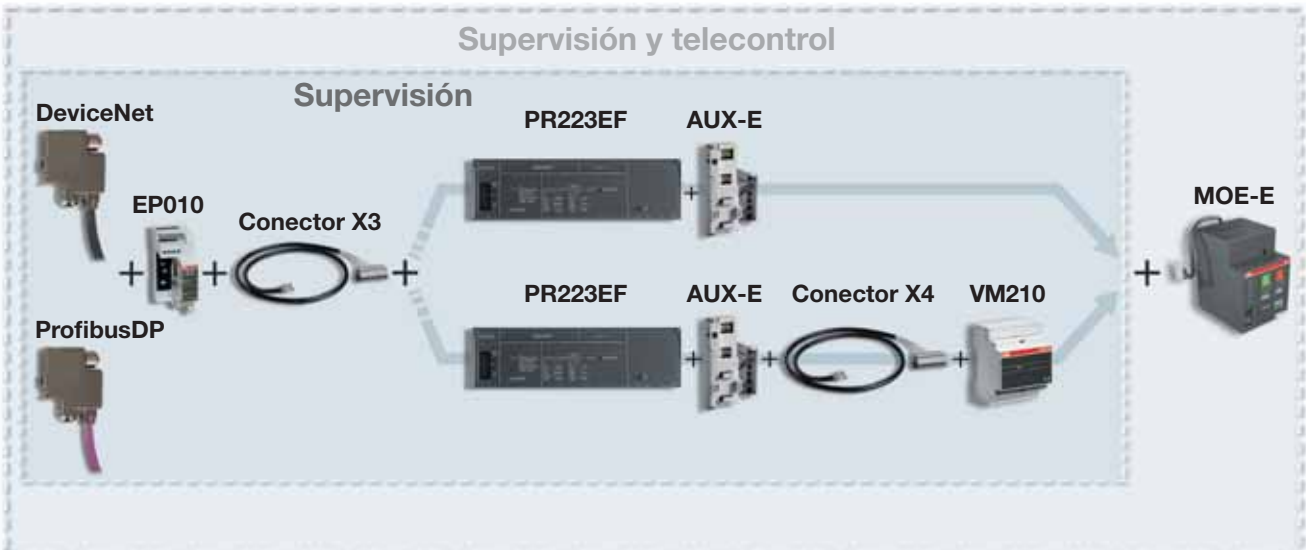 Supervisión y telecontrol
Supervisión
DeviceNet
PR223EF
AUX-E
EP010
Conector X3
MOE-E
PR223EF
AUX-E
Conector X4
VM210
ProfibusDP